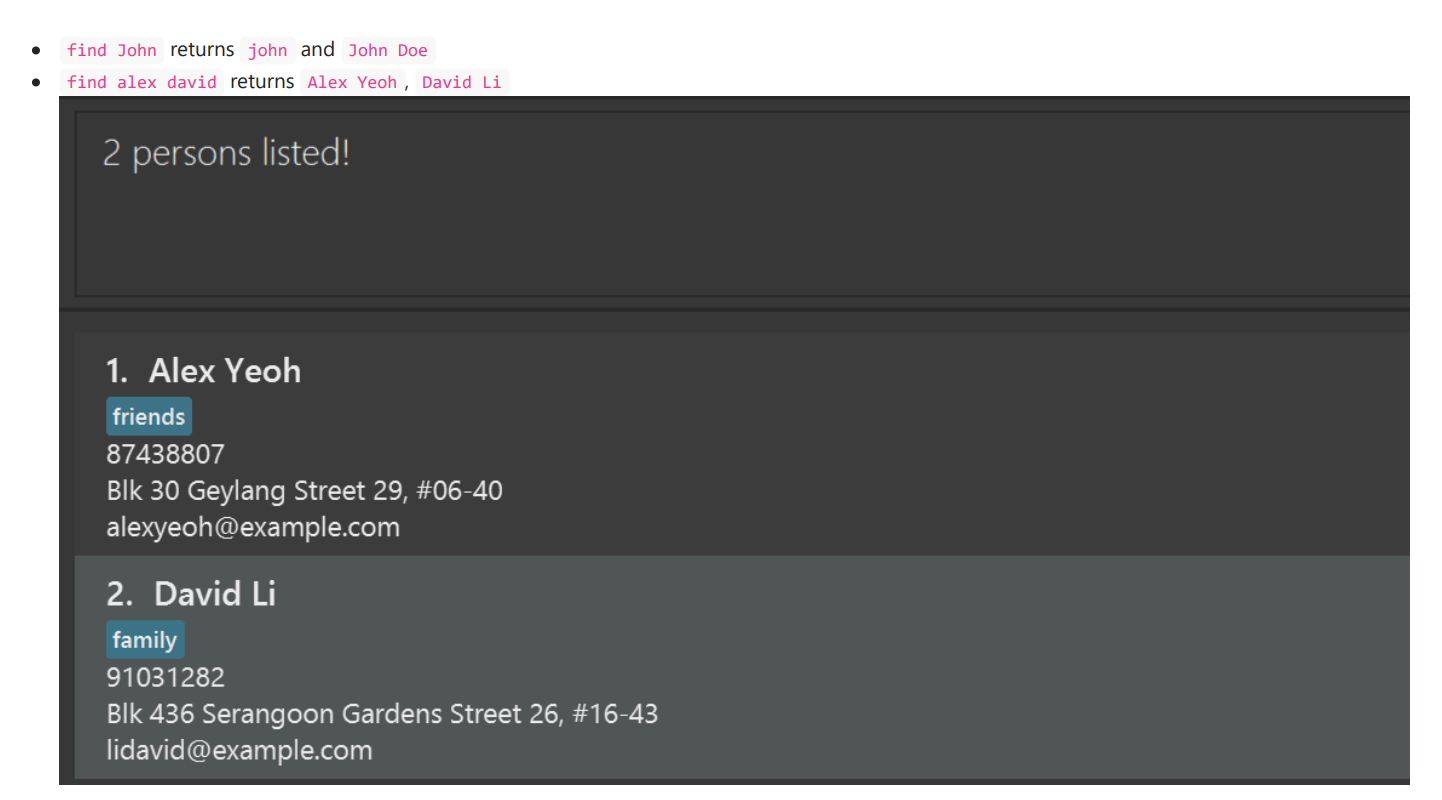 find John returns john and John Doe
find alex david returns Alex Yeoh, David Li
2 persons listed!
1. Alex Yeoh
friends
87438807
Blk 30 Geylang Street 29, #06-40
alexyeoh@example.com
2. David Li
family
91031282
Blk 436 Serangoon Gardens Street 26, #16-43
lidavid@example.com